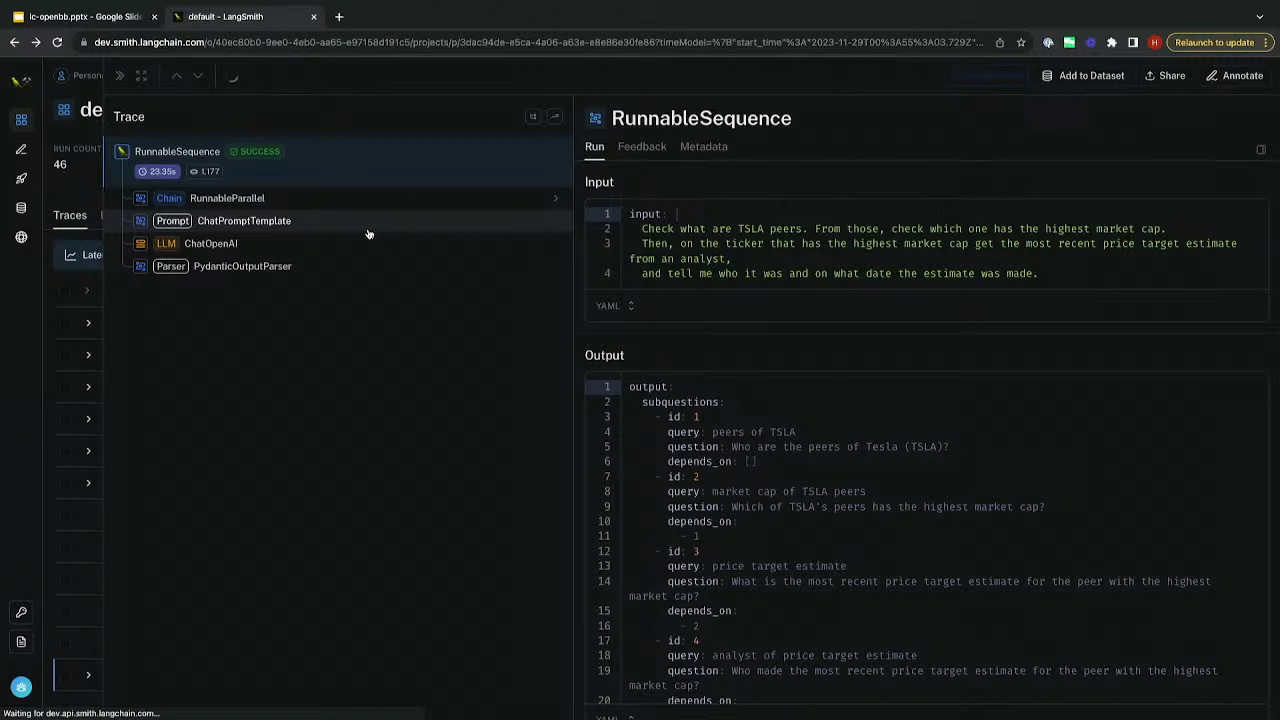 lc-openbb.pptx - Google Slide
default - LangSmith
dev.smith.langchain.com/o/40ec80b0-9ee0-4eb0-aa65-e97158d191c5/projects/p/3dac94de-e5ca-4a06-a63e-e8e86e30fe86?timeModel=%7B"start_time"%3A"2023-11-29T00%3A55%3A03.729Z"...
H
Relaunch to update
Persona
Add to Dataset
Share
Annotate
de
RUN COUNT
46
Traces
Late
Trace
RunnableSequence SUCCESS
23.35s 1,177
Chain RunnableParallel
Prompt ChatPromptTemplate
LLM ChatOpenAI
Parser PydanticOutputParser
RunnableSequence
Run Feedback Metadata
Input
1 input: |
2 Check what are TSLA peers. From those, check which one has the highest market cap.
3 Then, on the ticker that has the highest market cap get the most recent price target estimate
from an analyst,
4 and tell me who it was and on what date the estimate was made.
YAML
Output
1 output:
2 subquestions:
3 - id: 1
4 query: peers of TSLA
5 question: Who are the peers of Tesla (TSLA)?
6 depends_on: []
7 - id: 2
8 query: market cap of TSLA peers
9 question: Which of TSLA's peers has the highest market cap?
10 depends_on:
11 - 1
12 - id: 3
13 query: price target estimate
14 question: What is the most recent price target estimate for the peer with the highest
market cap?
15 depends_on:
16 - 2
17 - id: 4
18 query: analyst of price target estimate
19 question: Who made the most recent price target estimate for the peer with the highest
market cap?
20 depends_on:
YAML
Waiting for dev.api.smith.langchain.com...